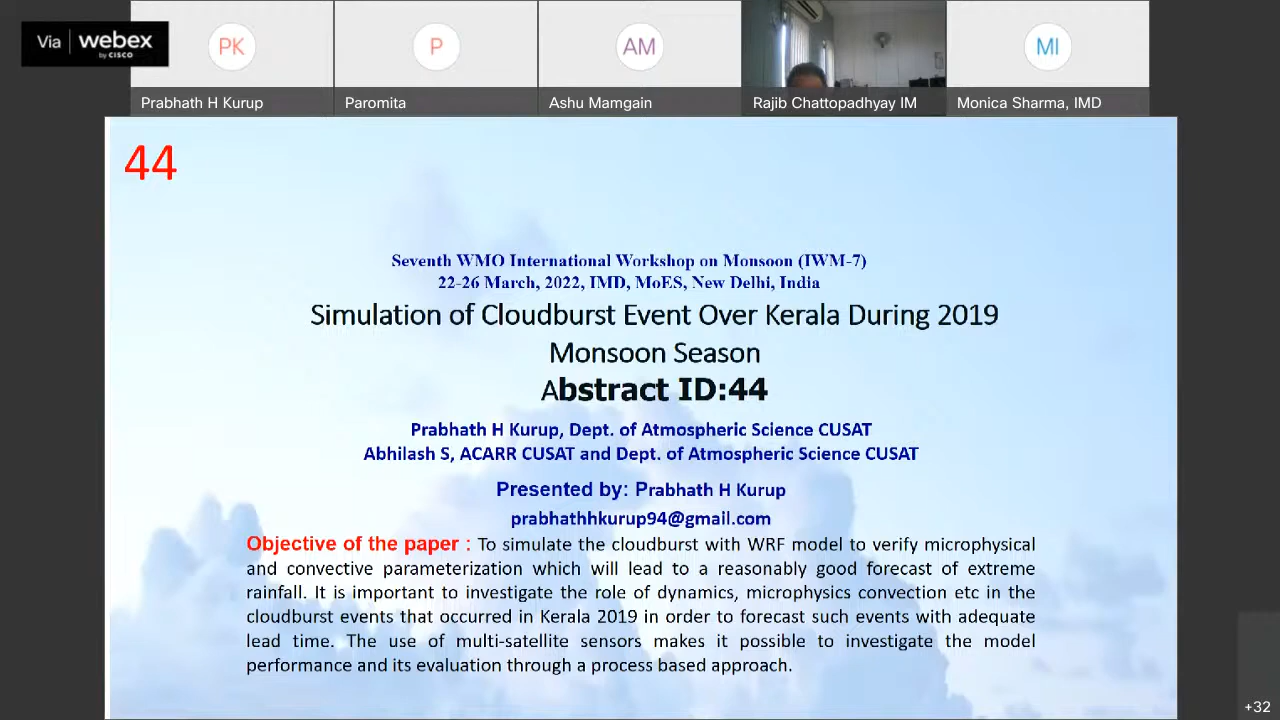 Via webex
by CISCO
PK
P
AM
MI
Prabhath H Kurup
Paromita
Ashu Mamgain
Rajib Chattopadhyay IM
Monica Sharma, IMD
44
Seventh WMO International Workshop on Monsoon (IWM-7)
22-26 March, 2022, IMD, MoES, New Delhi, India
Simulation of Cloudburst Event Over Kerala During 2019
Monsoon Season
Abstract ID:44
Prabhath H Kurup, Dept. of Atmospheric Science CUSAT
Abhilash S, ACARR CUSAT and Dept. of Atmospheric Science CUSAT
Presented by: Prabhath H Kurup
prabhathhkurup94@gmail.com
Objective of the paper : To simulate the cloudburst with WRF model to verify microphysical
and convective parameterization which will lead to a reasonably good forecast of extreme
rainfall. It is important to investigate the role of dynamics, microphysics convection etc in the
cloudburst events that occurred in Kerala 2019 in order to forecast such events with adequate
lead time. The use of multi-satellite sensors makes it possible to investigate the model
performance and its evaluation through a process based approach.
+32